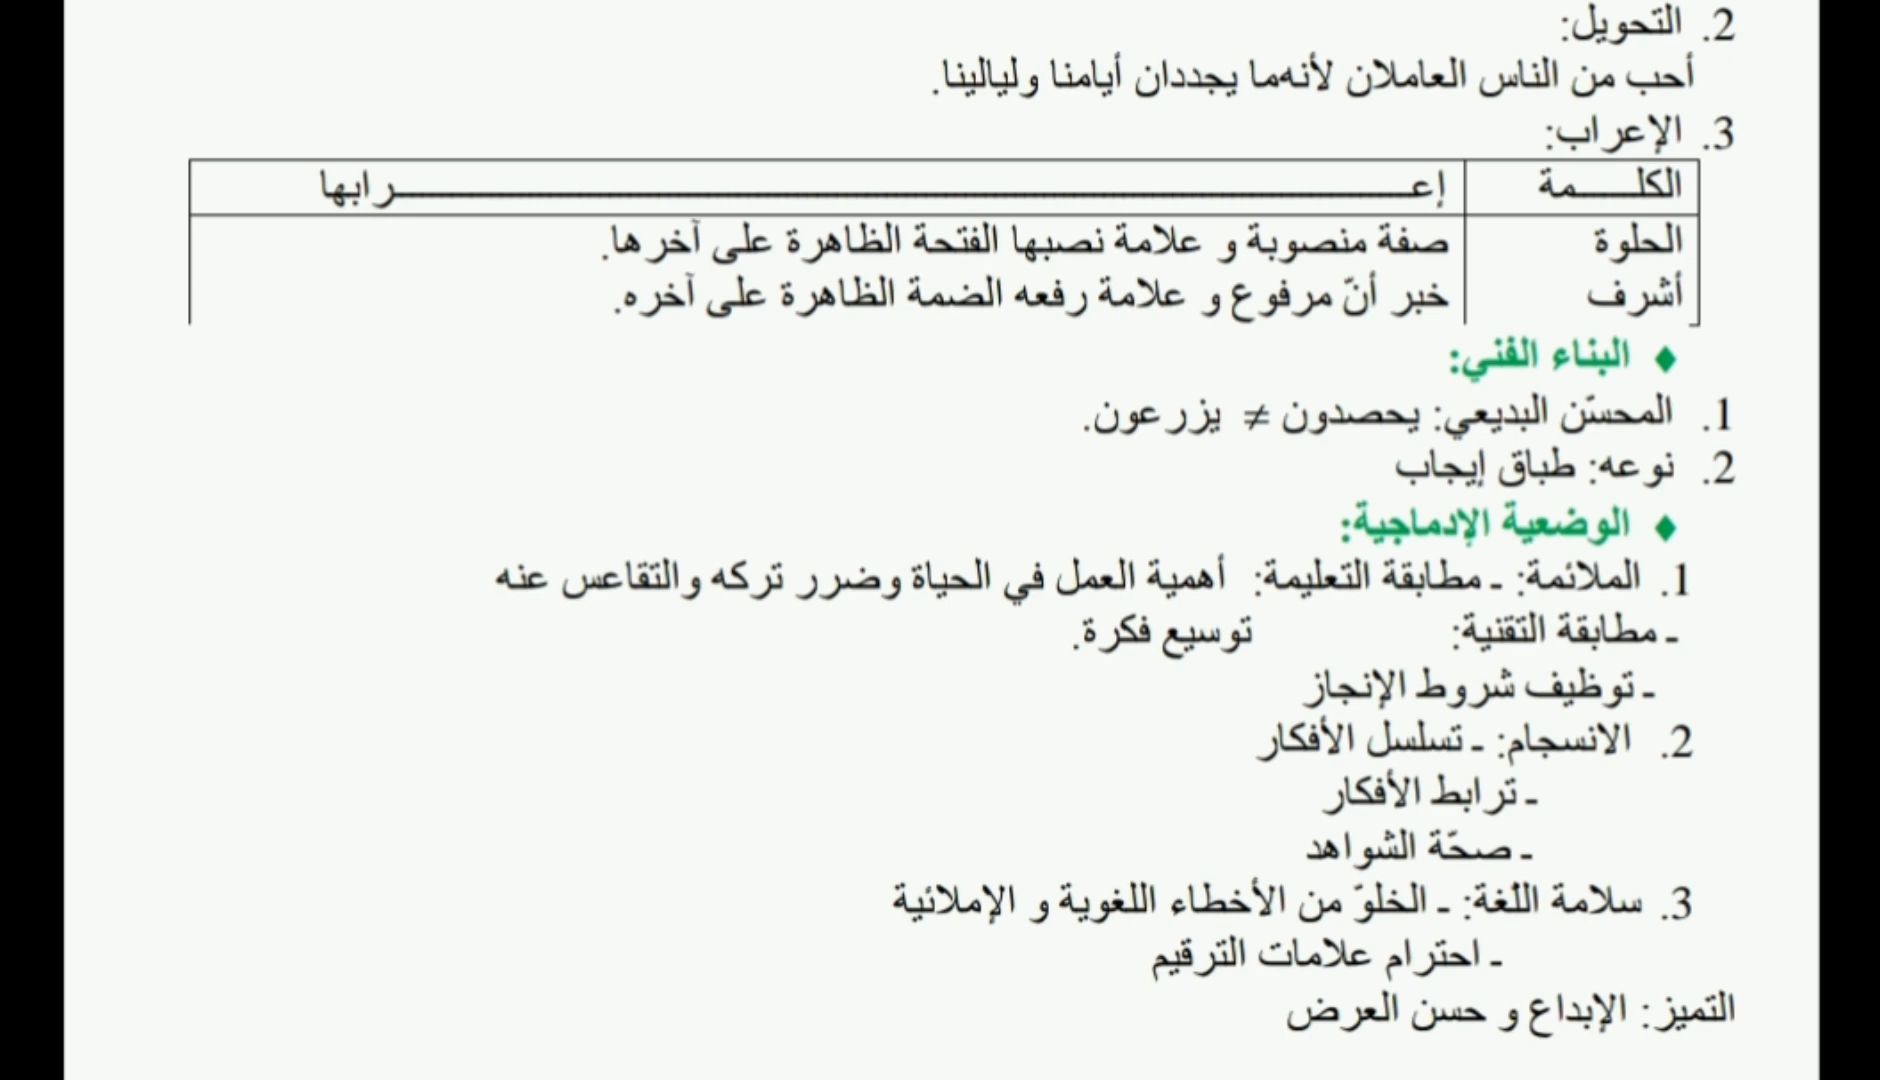 2. التحويل:
أحب من الناس العاملان لأنهما يجددان أيامنا وليالينا.
3. الإعراب:
الكلـــــمة إعـــــــــــــــــــــــــــــــــــــــــــــرابها
الحلوة صفة منصوبة و علامة نصبها الفتحة الظاهرة على آخرها.
أشرف خبر أنّ مرفوع و علامة رفعه الضمة الظاهرة على آخره.
♦ البناء الفني:
1. المحسّن البديعي: يحصدون ≠ يزرعون.
2. نوعه: طباق إيجاب
♦ الوضعية الإدماجية:
1. الملائمة: ـ مطابقة التعليمة: أهمية العمل في الحياة وضرر تركه والتقاعس عنه
ـ مطابقة التقنية: توسيع فكرة.
ـ توظيف شروط الإنجاز
2. الانسجام: ـ تسلسل الأفكار
ـ ترابط الأفكار
ـ صحّة الشواهد
3. سلامة اللّغة: ـ الخلوّ من الأخطاء اللغوية و الإملائية
ـ احترام علامات الترقيم
التميز: الإبداع و حسن العرض